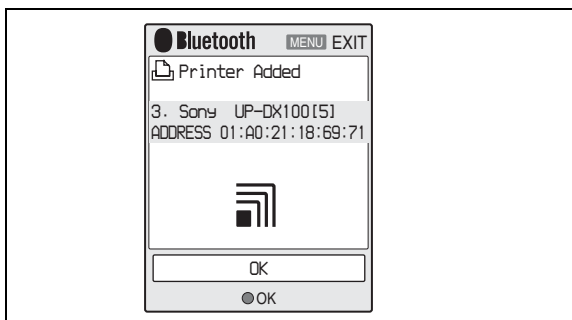 Bluetooth MENU EXIT
Printer Added
3. Sony UP-DX100[5]
ADDRESS 01:A0:21:18:69:71
OK
OK